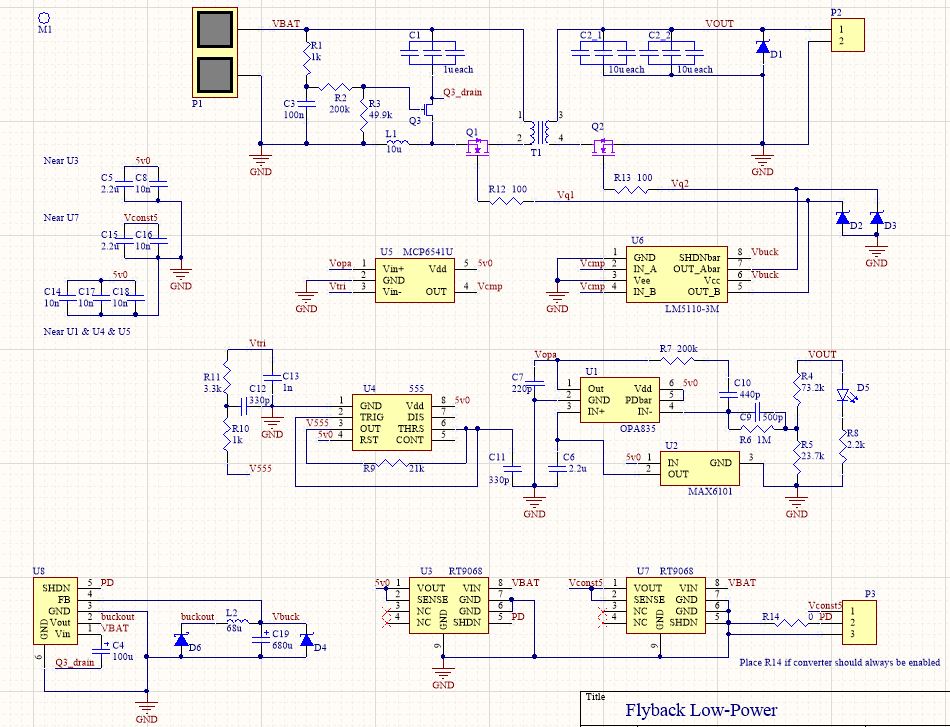 M1
P1
VBAT
R1
1k
C1
1u each
Q3_drain
Q3
R2
200k
R3
49.9k
C3
100n
L1
10u
GND
Q1
1
2
3
4
T1
Q2
C2_1
10u each
C2_2
10u each
VOUT
D1
GND
P2
1
2
R12 100
Vq1
R13 100
Vq2
D2
D3
GND
Near U3
5v0
C5
2.2u
C8
10n
Near U7
Vconst5
C15
2.2u
C16
10n
GND
5v0
C14
10n
C17
10n
C18
10n
Near U1 & U4 & U5
U5 MCP6541U
Vopa 1 Vin+ Vdd 5 5v0
2 GND
Vtri 3 Vin- OUT 4 Vcmp
GND
U6
1 GND SHDNbar 8 Vbuck
Vcmp 2 IN_A OUT_Abar 7
3 Vee Vcc 6 Vbuck
Vcmp 4 IN_B OUT_B 5
LM5110-3M
GND
Vtri
R11
3.3k
C13
1n
C12
330p
R10
1k
V555
GND
U4 555
1 GND Vdd 8 5v0
2 TRIG DIS 7
V555 3 OUT THRS 6
5v0 4 RST CONT 5
R9 21k
C11
330p
Vopa
C7
220p
R7 200k
U1
1 Out Vdd 6 5v0
2 GND PDbar 5
3 IN+ IN- 4
OPA835
C10
440p
C9 500p
R6 1M
VOUT
R4
73.2k
R5
23.7k
D5
R8
2.2k
C6
2.2u
U2
5v0 1 IN GND 3
2 OUT
MAX6101
GND
GND
U8
SHDN 5 PD
FB 4
GND 3
Vout 2 buckout
Vin 1 VBAT
GND
6
C4
100u
Q3_drain
buckout
L2
68u
Vbuck
D6
C19
680u
D4
GND
U3 RT9068
5v0 1 VOUT VIN 8 VBAT
2 SENSE GND 7
3 NC GND 6
4 NC SHDN 5 PD
GND
9
GND
U7 RT9068
Vconst5 1 VOUT VIN 8 VBAT
2 SENSE GND 7
3 NC GND 6
4 NC SHDN 5
GND
9
R14
0
Vconst5
PD
P3
1
2
3
Place R14 if converter should always be enabled
Title
Flyback Low-Power